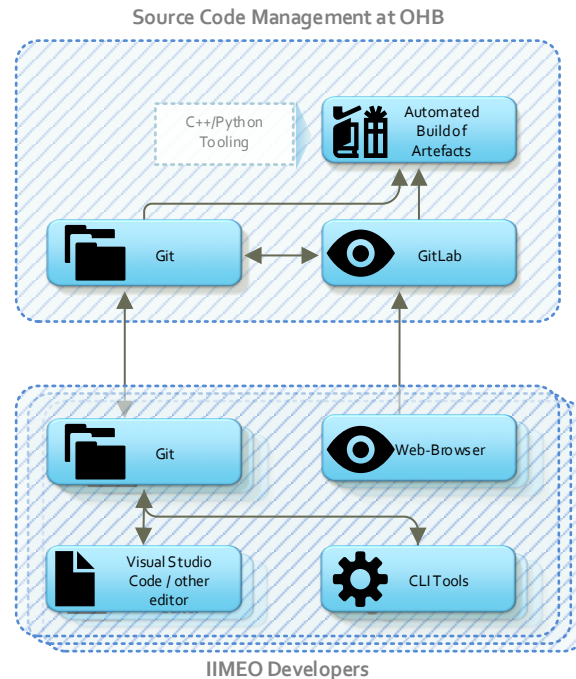 Source Code Management at OHB
C++/Python
Tooling
Automated
Build of
Artefacts
Git
GitLab
Git
Web-Browser
Visual Studio
Code / other
editor
CLI Tools
IIMEO Developers